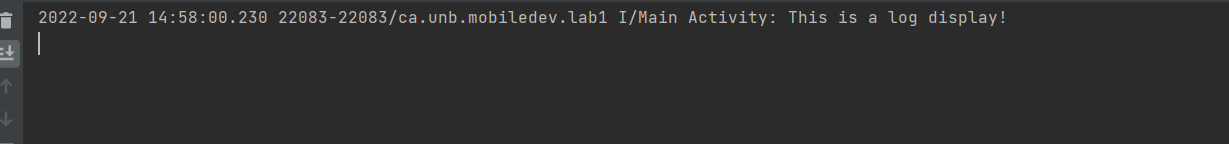 2022-09-21 14:58:00.230 22083-22083/ca.unb.mobiledev.lab1 I/Main Activity: This is a log display!